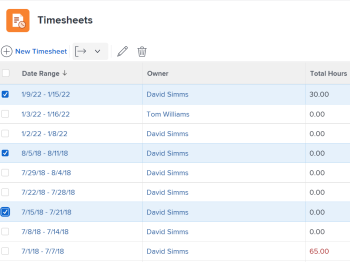 Timesheets
New Timesheet
Date Range ↓ Owner Total Hours
1/9/22 - 1/15/22 David Simms 30.00
1/3/22 - 1/16/22 Tom Williams 0.00
1/2/22 - 1/8/22 David Simms 0.00
8/5/18 - 8/11/18 David Simms 0.00
7/29/18 - 8/4/18 David Simms 0.00
7/22/18 - 7/28/18 David Simms 0.00
7/15/18 - 7/21/18 David Simms 0.00
7/8/18 - 7/14/18 David Simms 0.00
7/1/18 - 7/7/18 David Simms 65.00